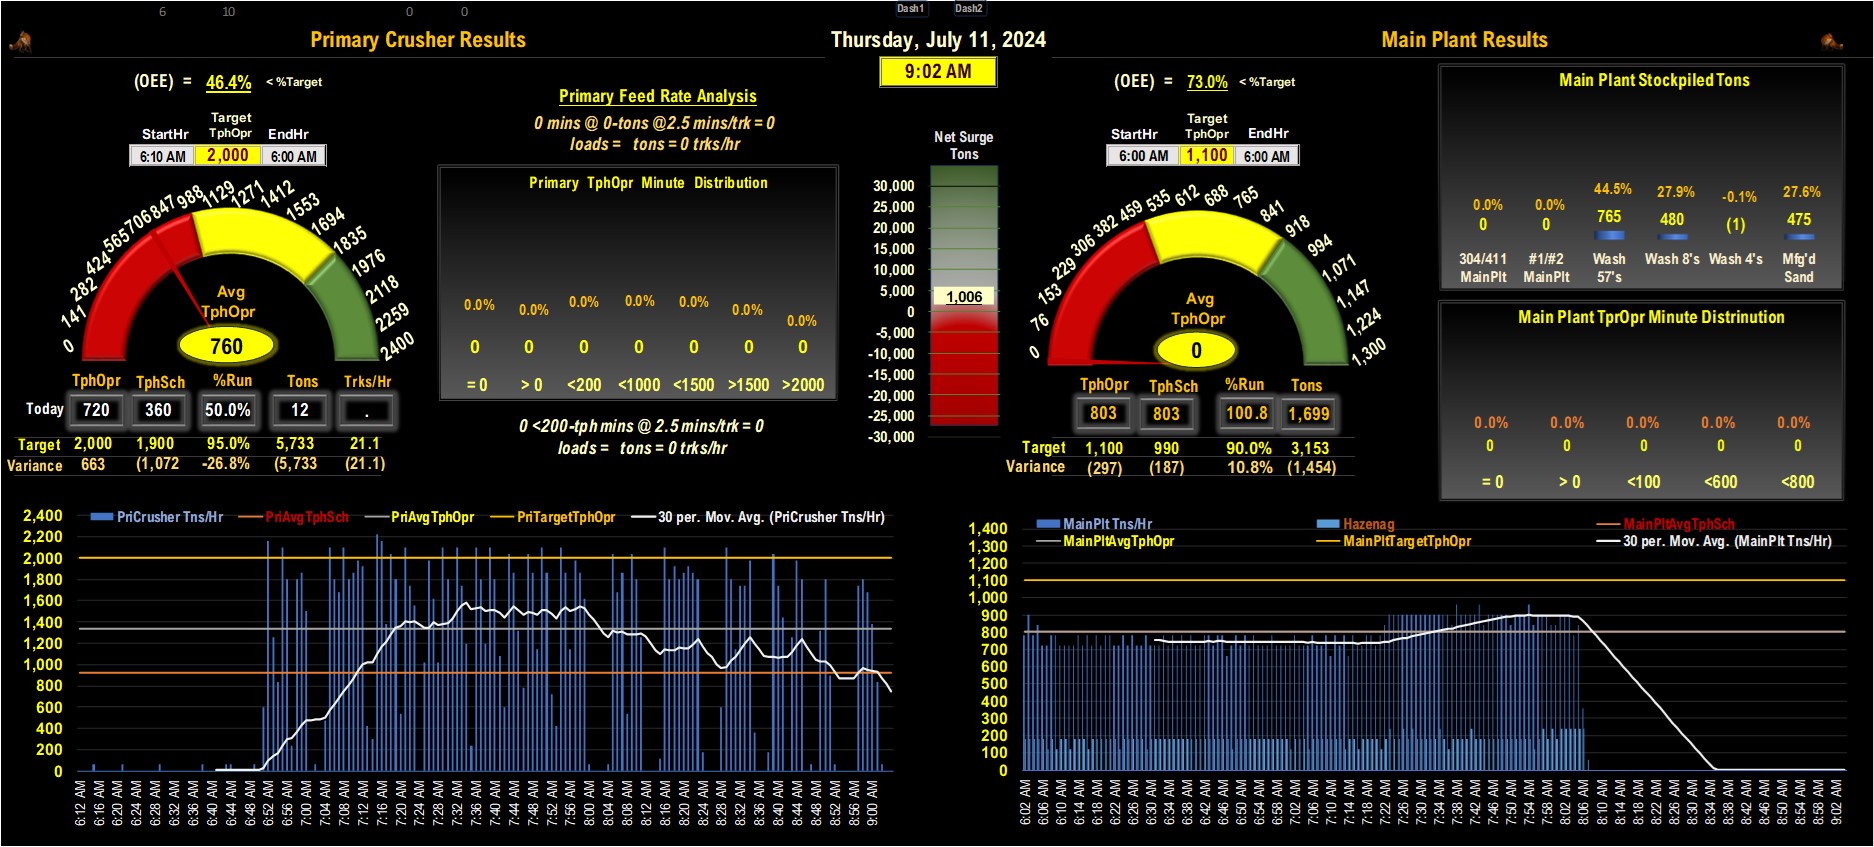 6 10 0 0 Dash1 Dash2
Primary Crusher Results
Thursday, July 11, 2024
Main Plant Results
9:02 AM
(OEE) = 46.4% < %Target
Target
StartHr TphOpr EndHr
6:10 AM 2,000 6:00 AM
0 141 282 424 565 706 847 988 1129 1271 1412 1553 1694 1835 1976 2118 2259 2400
Avg
TphOpr
760
TphOpr TphSch %Run Tons Trks/Hr
Today 720 360 50.0% 12 .
Target 2,000 1,900 95.0% 5,733 21.1
Variance 663 (1,072 -26.8% (5,733 (21.1)
Primary Feed Rate Analysis
0 mins @ 0-tons @2.5 mins/trk = 0
loads = tons = 0 trks/hr
Primary TphOpr Minute Distribution
0.0% 0.0% 0.0% 0.0% 0.0% 0.0% 0.0%
0 0 0 0 0 0 0
= 0 > 0 <200 <1000 <1500 >1500 >2000
0 <200-tph mins @ 2.5 mins/trk = 0
loads = tons = 0 trks/hr
Net Surge
Tons
30,000
25,000
20,000
15,000
10,000
5,000
1,006
0
-5,000
-10,000
-15,000
-20,000
-25,000
-30,000
(OEE) = 73.0% < %Target
Target
StartHr TphOpr EndHr
6:00 AM 1,100 6:00 AM
0 76 153 229 306 382 459 535 612 688 765 841 918 994 1,071 1,147 1,224 1,300
Avg
TphOpr
0
TphOpr TphSch %Run Tons
803 803 100.8 1,699
Target 1,100 990 90.0% 3,153
Variance (297) (187) 10.8% (1,454)
Main Plant Stockpiled Tons
0.0% 0.0% 44.5% 27.9% -0.1% 27.6%
0 0 765 480 (1) 475
304/411 #1/#2 Wash Wash 8's Wash 4's Mfg'd
MainPlt MainPlt 57's Sand
Main Plant TprOpr Minute Distrinution
0.0% 0.0% 0.0% 0.0% 0.0%
0 0 0 0 0
= 0 > 0 <100 <600 <800
PriCrusher Tns/Hr PriAvgTphSch PriAvgTphOpr PriTargetTphOpr 30 per. Mov. Avg. (PriCrusher Tns/Hr)
2,400
2,200
2,000
1,800
1,600
1,400
1,200
1,000
800
600
400
200
0
6:12 AM 6:16 AM 6:20 AM 6:24 AM 6:28 AM 6:32 AM 6:36 AM 6:40 AM 6:44 AM 6:48 AM 6:52 AM 6:56 AM 7:00 AM 7:04 AM 7:08 AM 7:12 AM 7:16 AM 7:20 AM 7:24 AM 7:28 AM 7:32 AM 7:36 AM 7:40 AM 7:44 AM 7:48 AM 7:52 AM 7:56 AM 8:00 AM 8:04 AM 8:08 AM 8:12 AM 8:16 AM 8:20 AM 8:24 AM 8:28 AM 8:32 AM 8:36 AM 8:40 AM 8:44 AM 8:48 AM 8:52 AM 8:56 AM 9:00 AM
MainPlt Tns/Hr Hazenag MainPltAvgTphSch
MainPltAvgTphOpr MainPltTargetTphOpr 30 per. Mov. Avg. (MainPlt Tns/Hr)
1,400
1,300
1,200
1,100
1,000
900
800
700
600
500
400
300
200
100
0
6:02 AM 6:06 AM 6:10 AM 6:14 AM 6:18 AM 6:22 AM 6:26 AM 6:30 AM 6:34 AM 6:38 AM 6:42 AM 6:46 AM 6:50 AM 6:54 AM 6:58 AM 7:02 AM 7:06 AM 7:10 AM 7:14 AM 7:18 AM 7:22 AM 7:26 AM 7:30 AM 7:34 AM 7:38 AM 7:42 AM 7:46 AM 7:50 AM 7:54 AM 7:58 AM 8:02 AM 8:06 AM 8:10 AM 8:14 AM 8:18 AM 8:22 AM 8:26 AM 8:30 AM 8:34 AM 8:38 AM 8:42 AM 8:46 AM 8:50 AM 8:54 AM 8:58 AM 9:02 AM